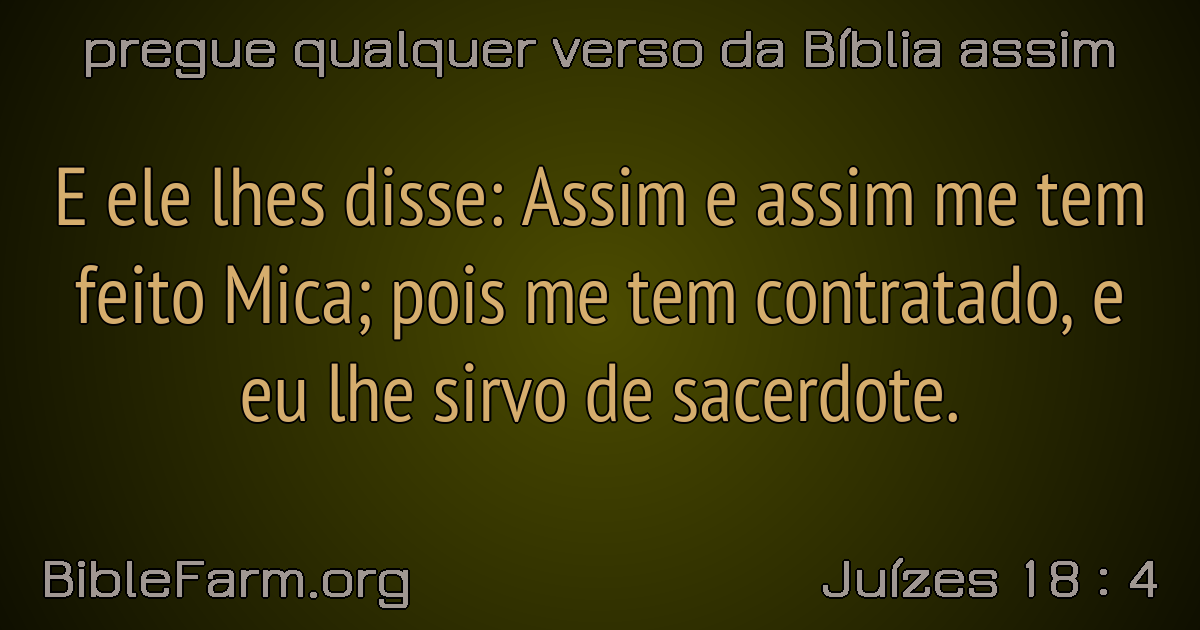 pregue qualquer verso da Bíblia assim
E ele lhes disse: Assim e assim me tem
feito Mica; pois me tem contratado, e
eu lhe sirvo de sacerdote.
BibleFarm.org
Juízes 18 : 4